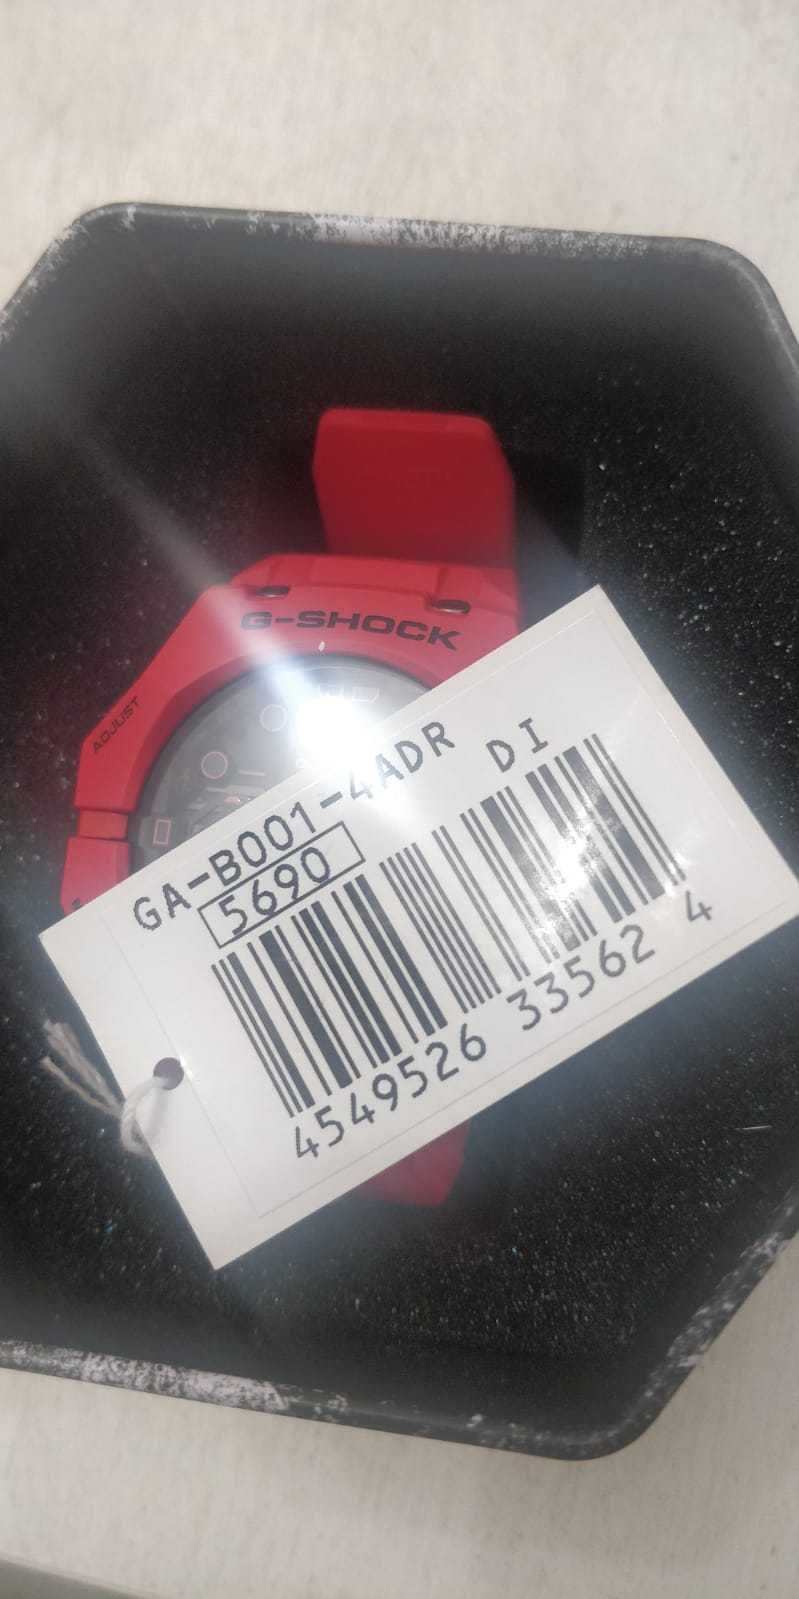 G-SHOCK
ADJUST
GA-B001-4ADR DI
5690
4549526 33562 4